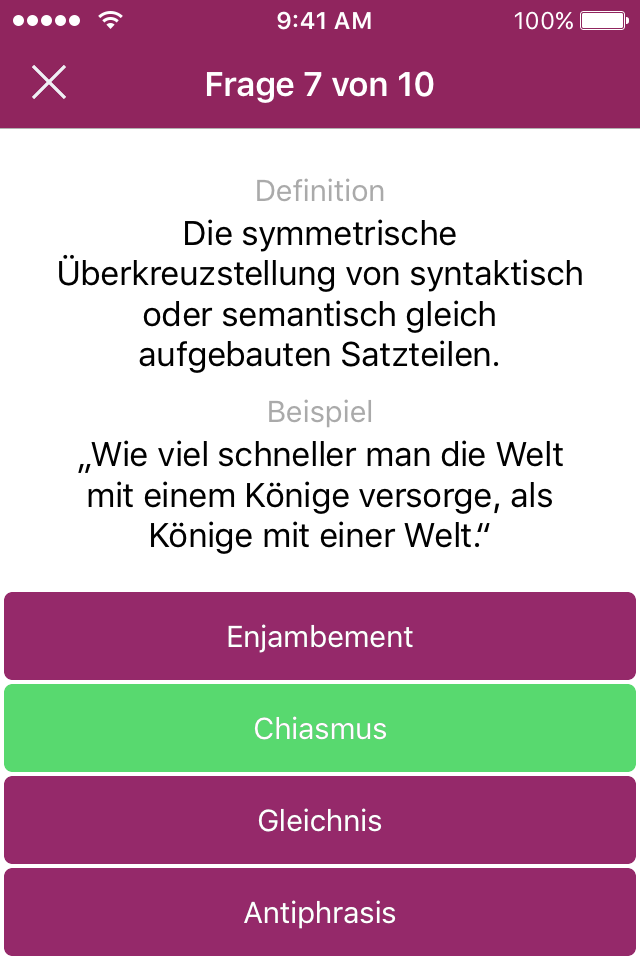 9:41 AM
100%
Frage 7 von 10
Definition
Die symmetrische
Überkreuzstellung von syntaktisch
oder semantisch gleich
aufgebauten Satzteilen.
Beispiel
„Wie viel schneller man die Welt
mit einem Könige versorge, als
Könige mit einer Welt.“
Enjambement
Chiasmus
Gleichnis
Antiphrasis